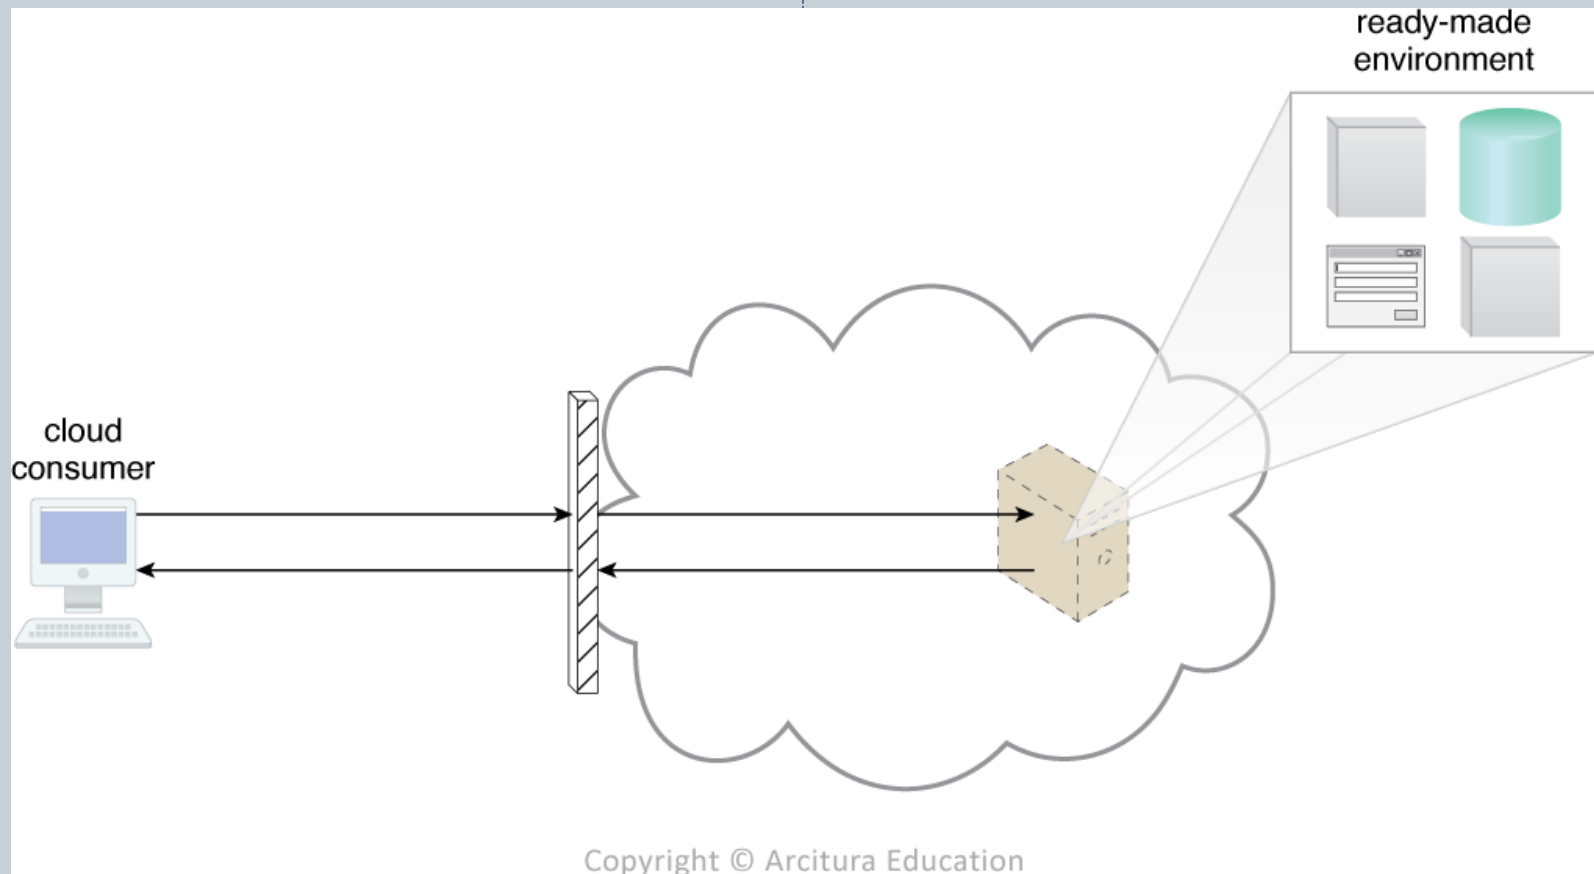 ready-made
environment
cloud
consumer
Copyright © Arcitura Education